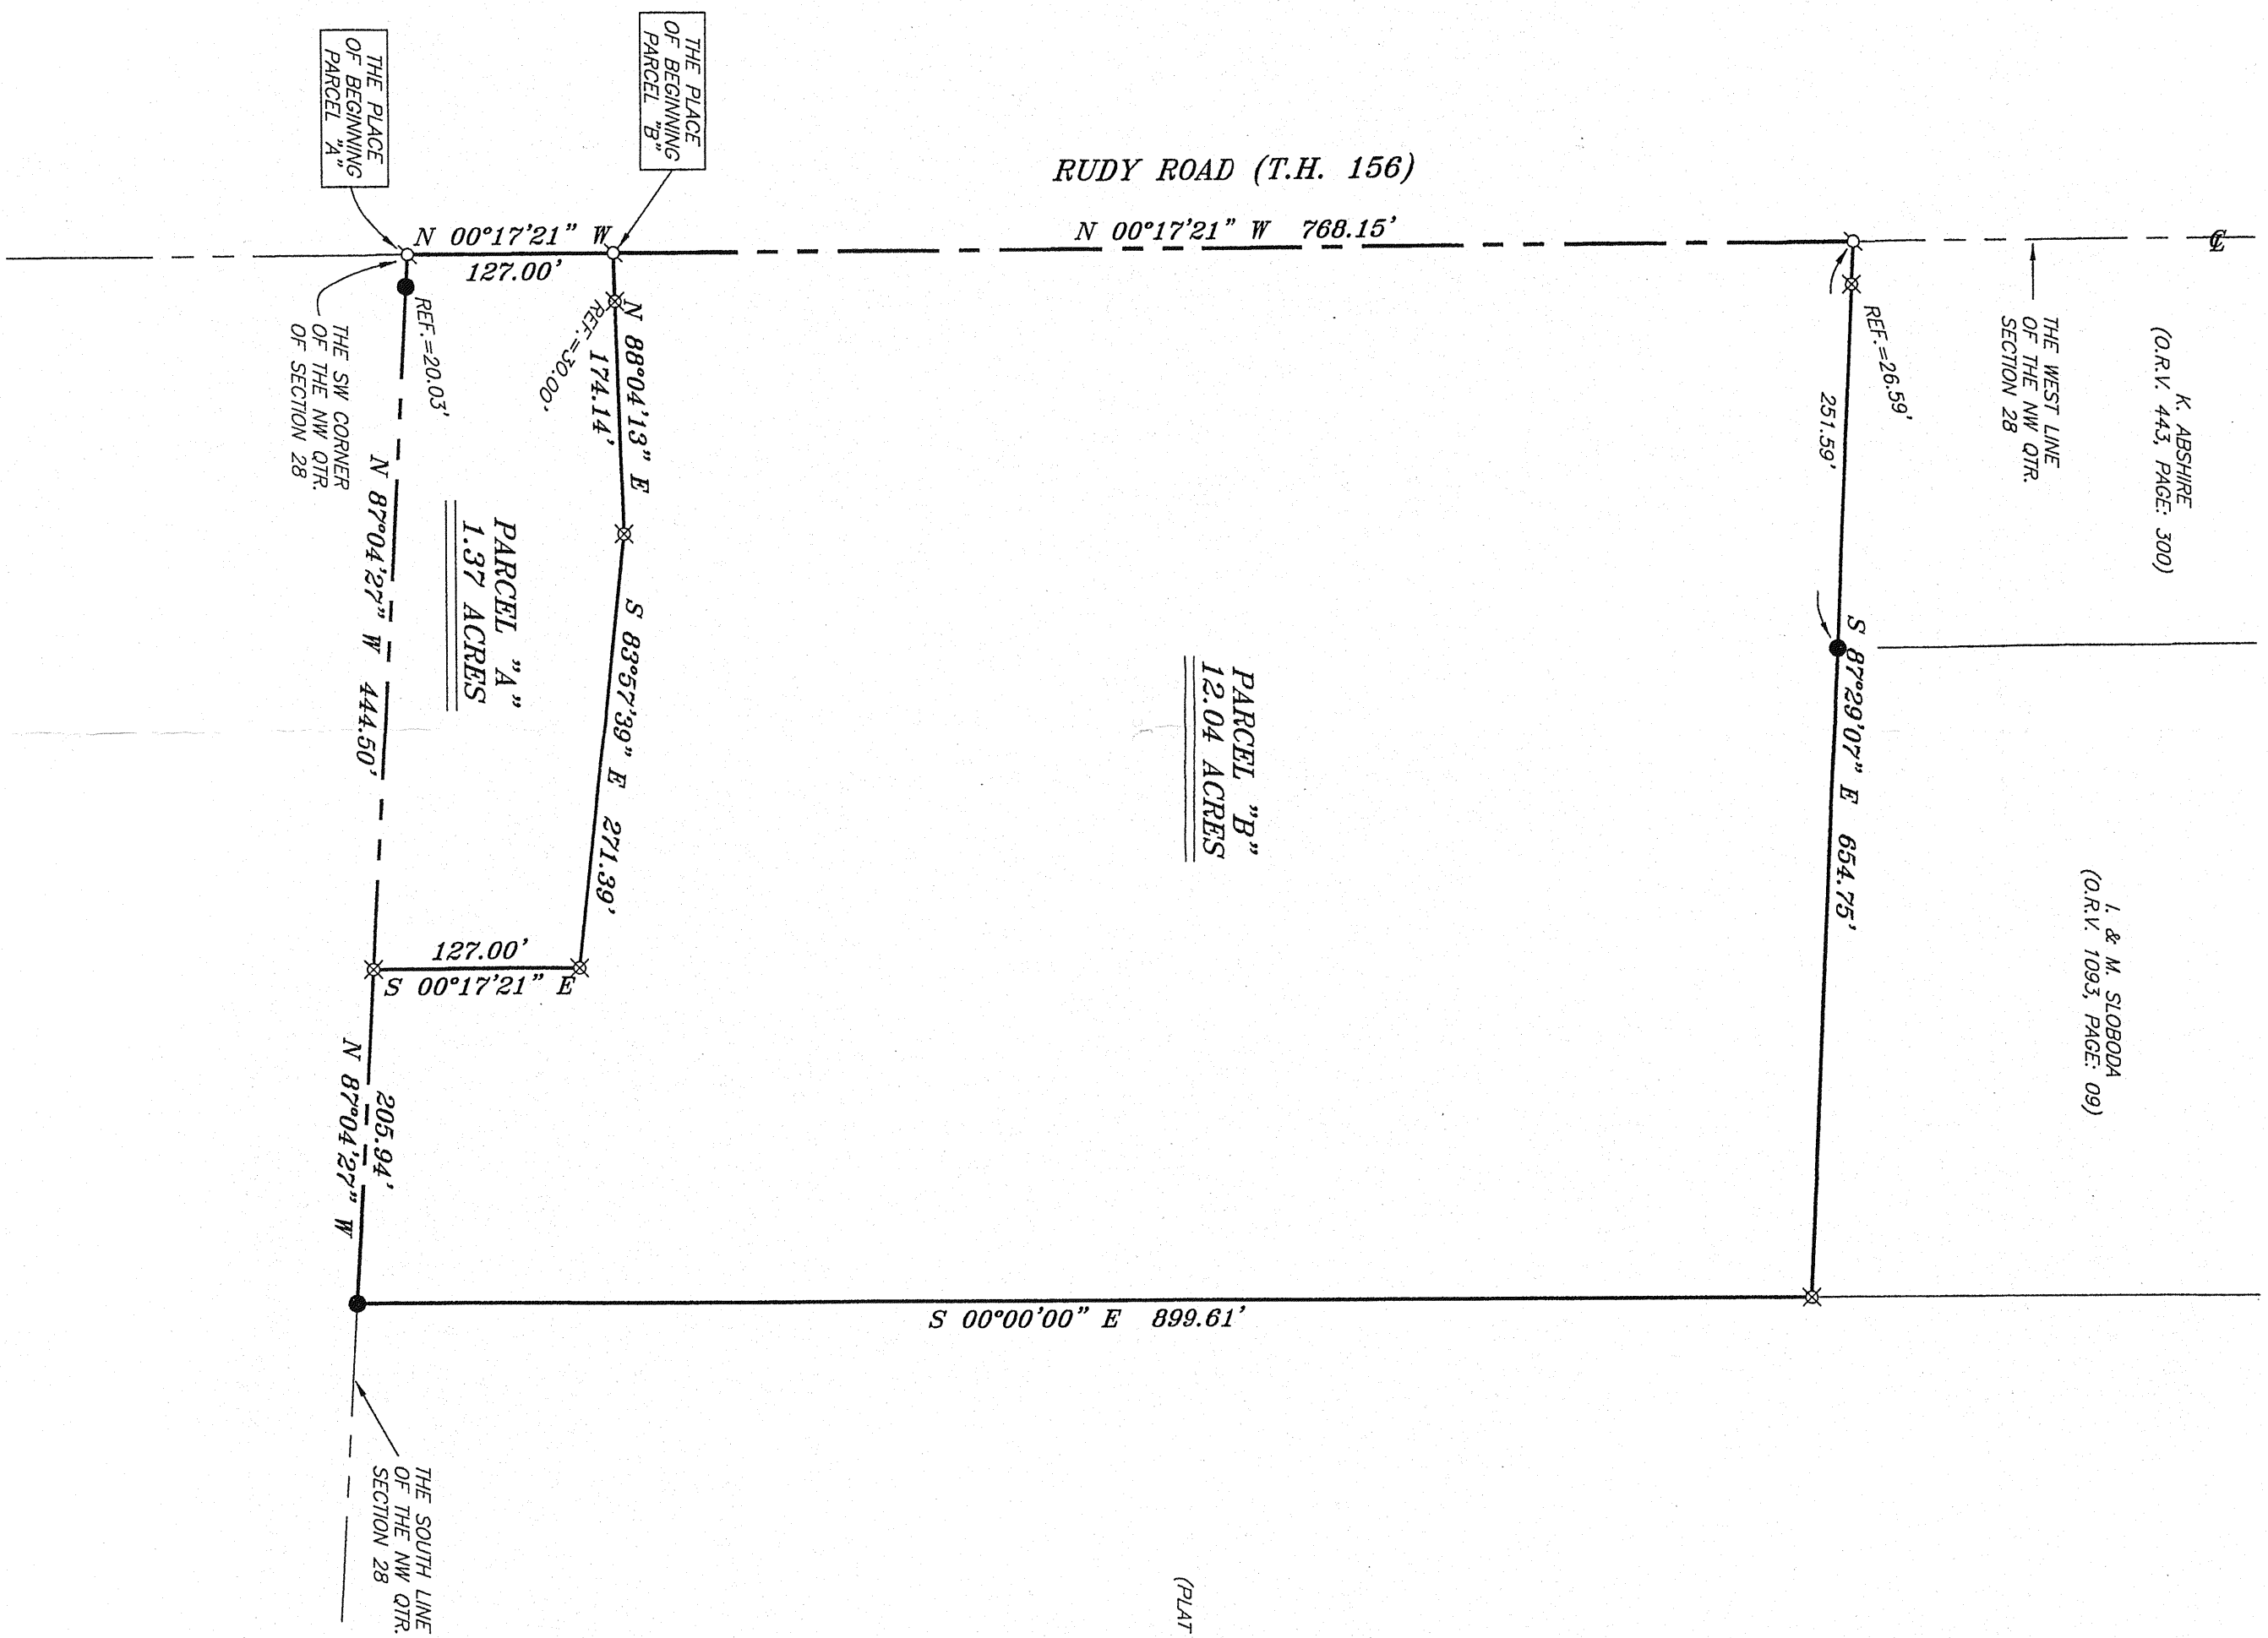 THE PLACE
OF BEGINNING
PARCEL "A"
THE PLACE
OF BEGINNING
PARCEL "B"
RUDY ROAD (T.H. 156)
N 00°17'21" W
127.00'
N 00°17'21" W 768.15'
℄
REF.=20.03'
THE SW CORNER
OF THE NW QTR.
OF SECTION 28
REF.=30.00'
N 88°04'13" E
174.14'
REF.=26.59'
251.59'
THE WEST LINE
OF THE NW QTR.
SECTION 28
K. ABSHIRE
(O.R.V. 443, PAGE: 300)
N 87°04'27" W 444.50'
PARCEL "A"
1.37 ACRES
S 83°57'39" E 271.39'
PARCEL "B"
12.04 ACRES
S 87°29'07" E 654.75'
I. & M. SLOBODA
(O.R.V. 1093, PAGE: 09)
127.00'
S 00°17'21" E
205.94'
N 87°04'27" W
S 00°00'00" E 899.61'
THE SOUTH LINE
OF THE NW QTR.
SECTION 28
(PLAT